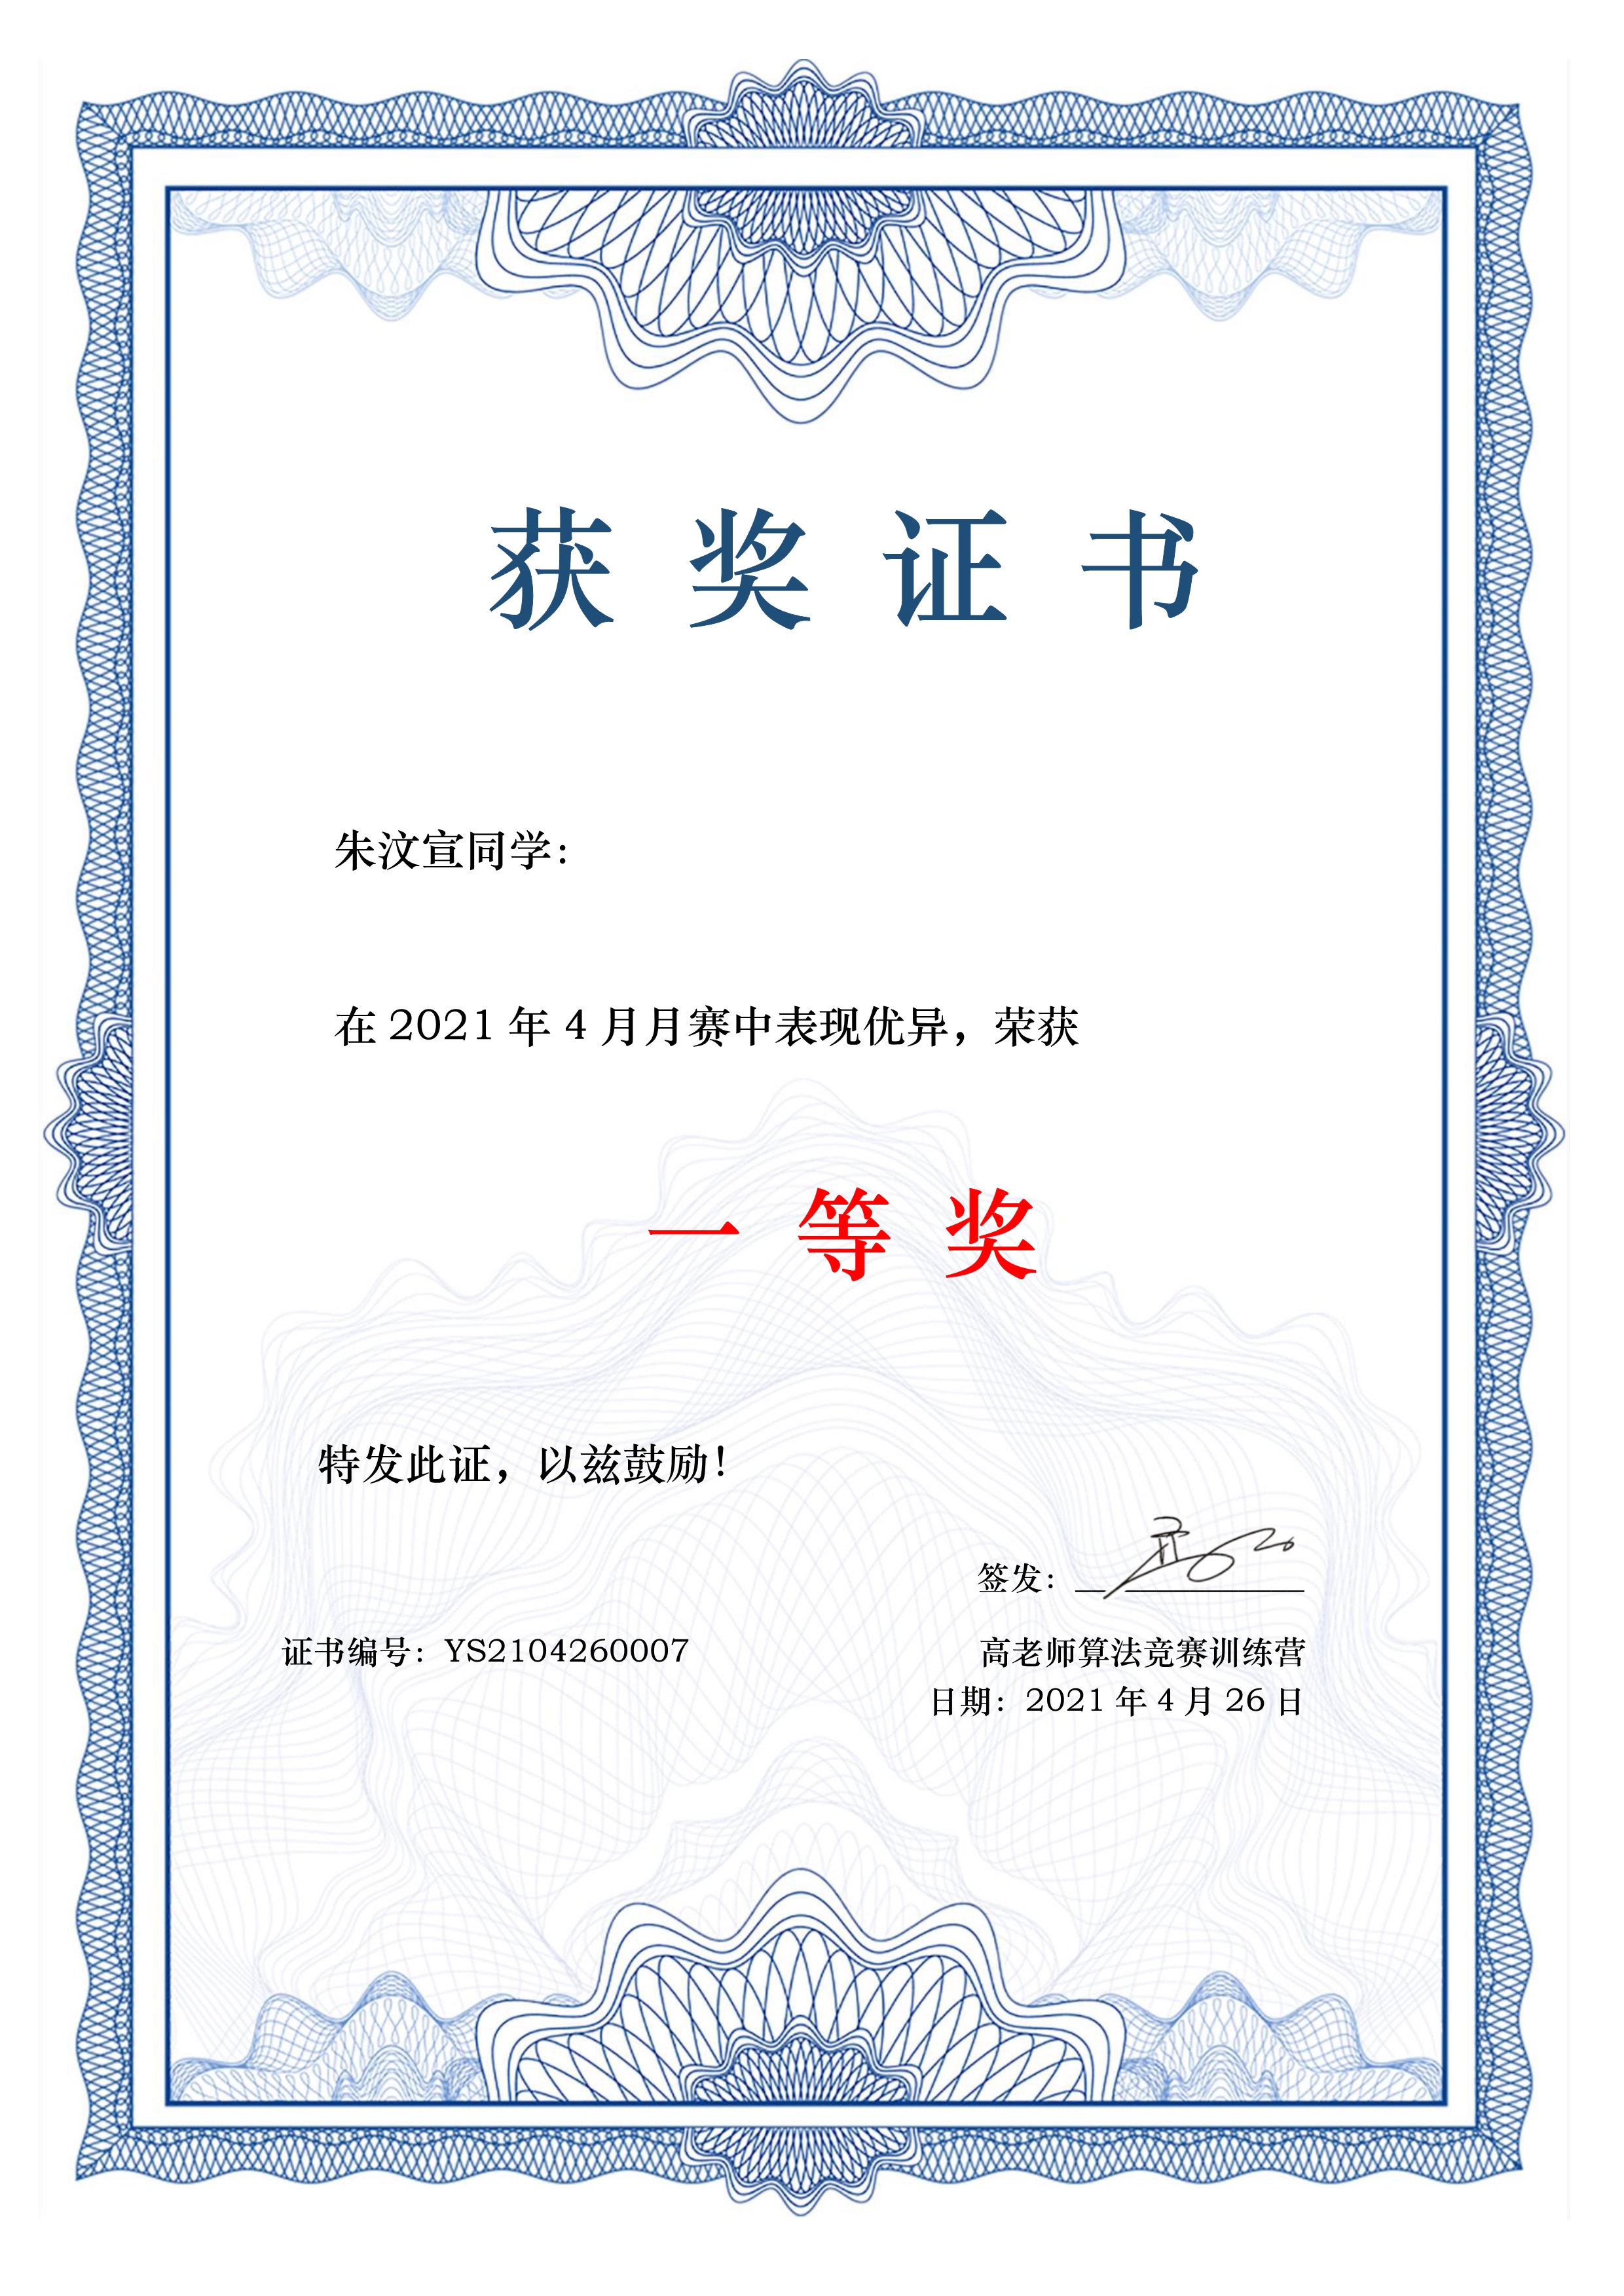 获奖证书
朱汶宣同学：
在 2021 年 4 月月赛中表现优异，荣获
一等奖
特发此证，以兹鼓励！
签发：
证书编号：YS2104260007
高老师算法竞赛训练营
日期：2021 年 4 月 26 日